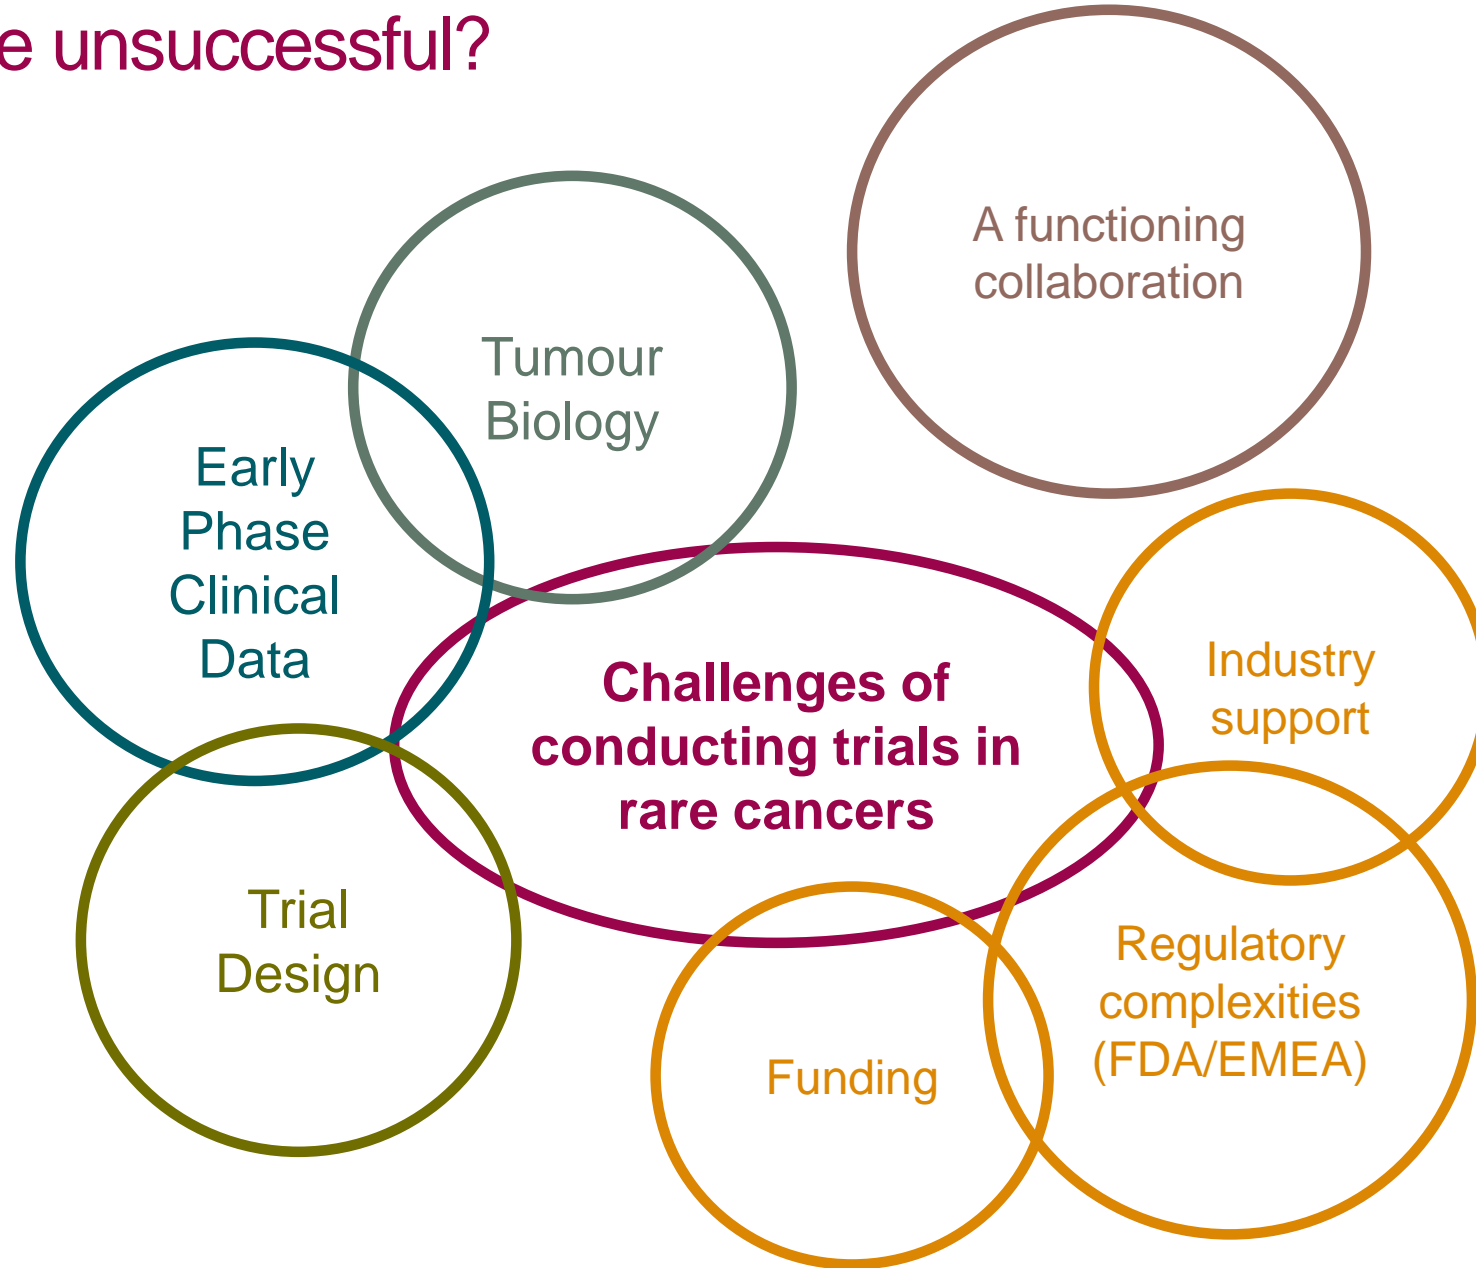 e unsuccessful?
A functioning
collaboration
Tumour
Biology
Early
Phase
Clinical
Data
Challenges of
conducting trials in
rare cancers
Industry
support
Trial
Design
Regulatory
complexities
(FDA/EMEA)
Funding